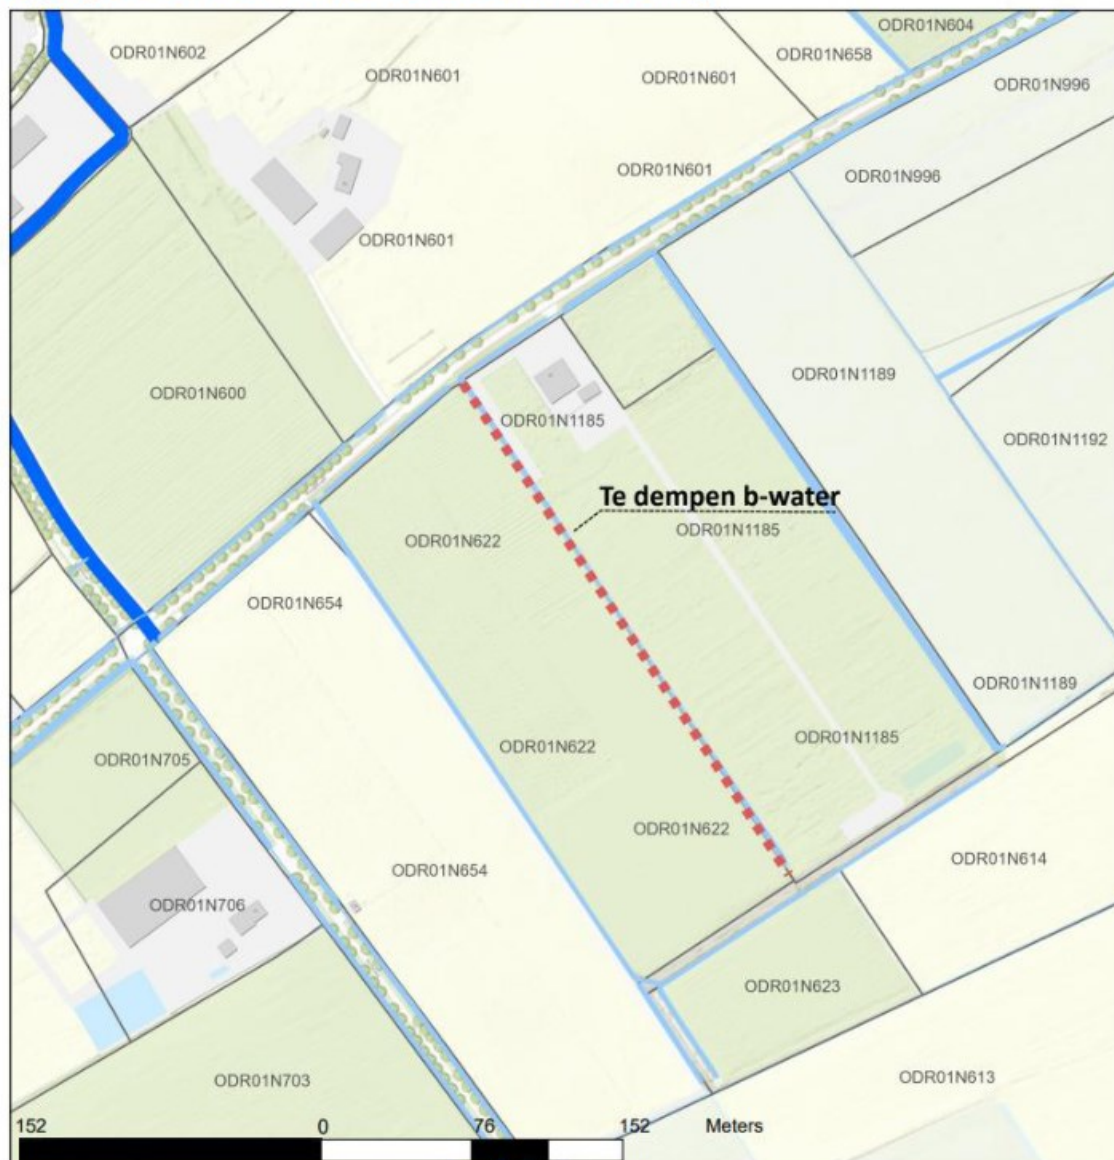 ODR01N604
ODR01N602
ODR01N658
ODR01N601
ODR01N601
ODR01N996
ODR01N601
ODR01N996
ODR01N601
ODR01N1189
ODR01N600
ODR01N1185
ODR01N1192
Te dempen b-water
ODR01N1185
ODR01N622
ODR01N654
ODR01N1189
ODR01N1185
ODR01N622
ODR01N705
ODR01N622
ODR01N614
ODR01N654
ODR01N706
ODR01N623
ODR01N703
ODR01N613
152 0 76 152 Meters